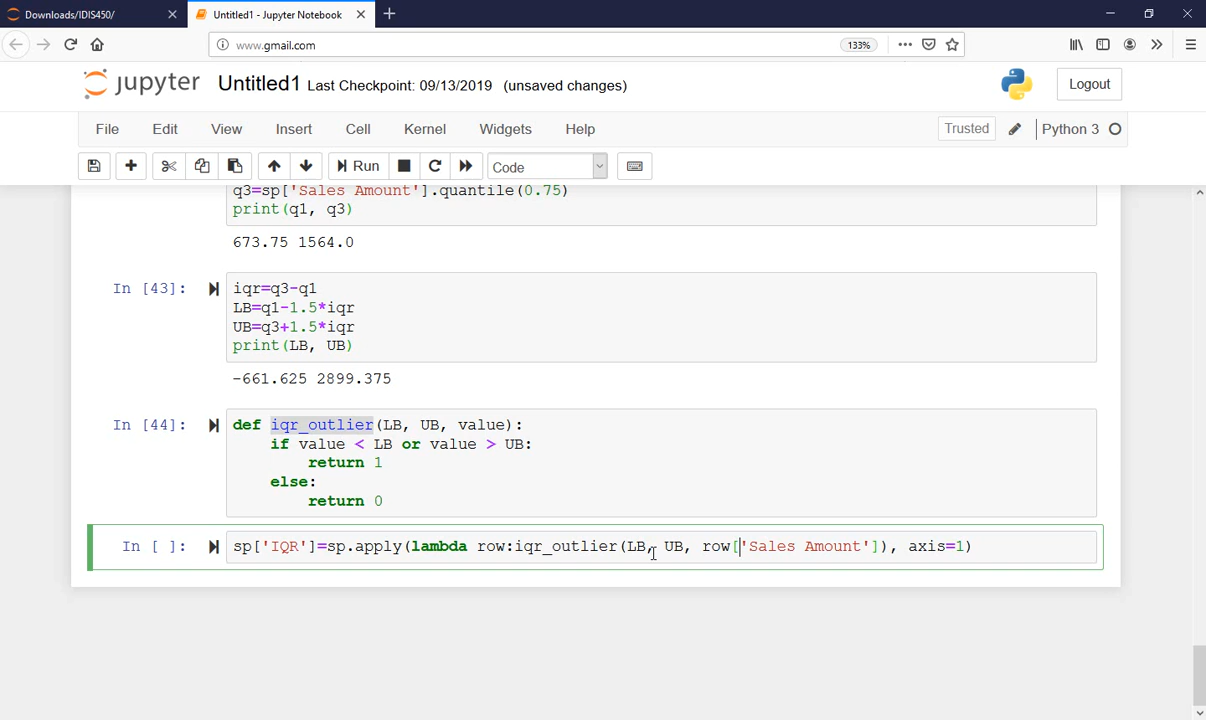 Downloads/IDIS450/
Untitled1 - Jupyter Notebook
www.gmail.com
133%
jupyter Untitled1 Last Checkpoint: 09/13/2019 (unsaved changes)
Logout
File Edit View Insert Cell Kernel Widgets Help
Trusted
Python 3
Run
Code
q3=sp['Sales Amount'].quantile(0.75)
print(q1, q3)
673.75 1564.0
In [43]:
iqr=q3-q1
LB=q1-1.5*iqr
UB=q3+1.5*iqr
print(LB, UB)
-661.625 2899.375
In [44]:
def iqr_outlier(LB, UB, value):
    if value < LB or value > UB:
        return 1
    else:
        return 0
In [ ]:
sp['IQR']=sp.apply(lambda row:iqr_outlier(LB, UB, row['Sales Amount']), axis=1)